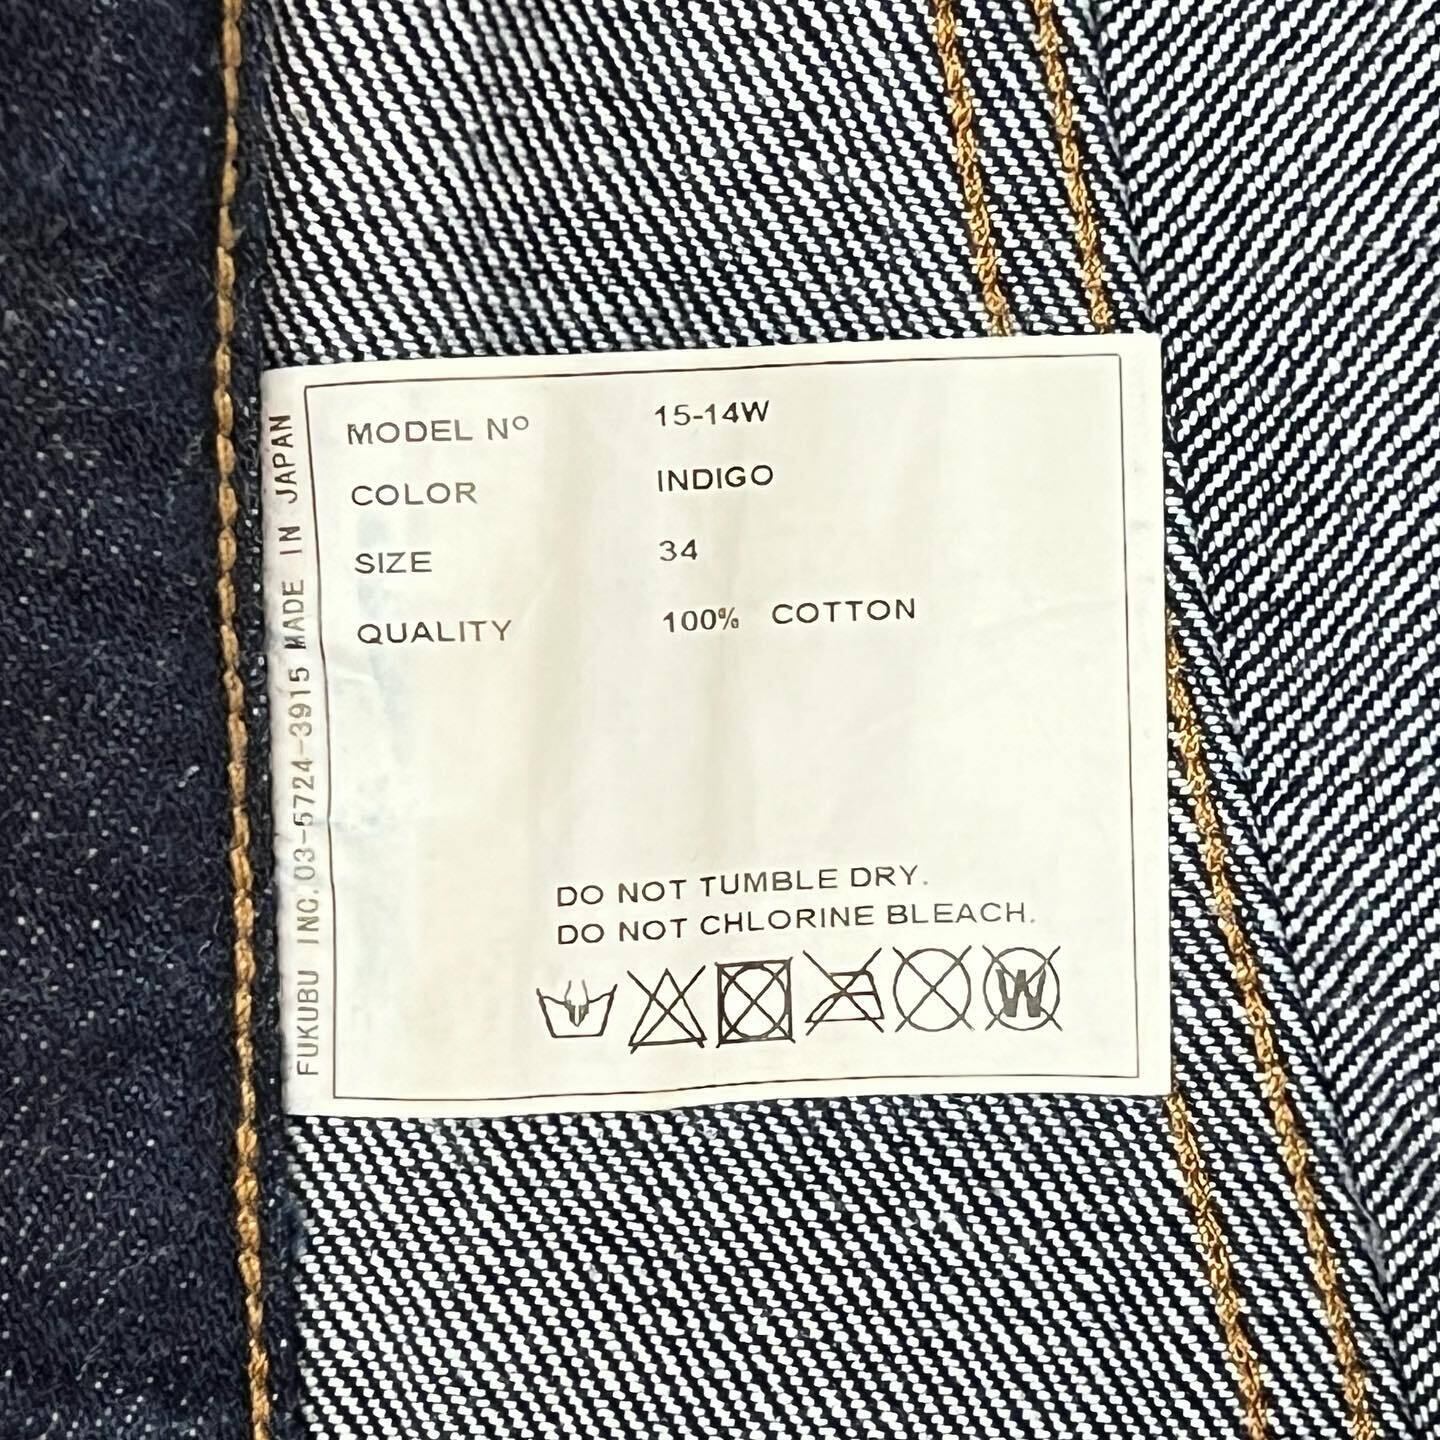 MODEL Nº 15-14W
COLOR INDIGO
SIZE 34
QUALITY 100% COTTON
DO NOT TUMBLE DRY.
DO NOT CHLORINE BLEACH.
W
FUKUBU INC.03-5724-3915 MADE IN JAPAN